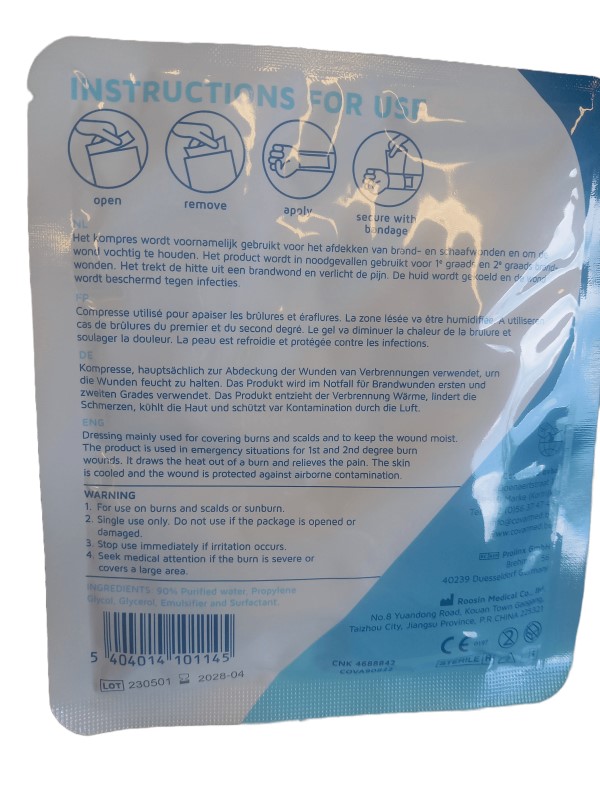 INSTRUCTIONS FOR USE
open
remove
apply
secure with
bandage
NL
Het kompres wordt voornamelijk gebruikt voor het afdekken van brand- en schaafwonden en om de
wond vochtig te houden. Het product wordt in noodgevallen gebruikt voor 1e graads en 2e graads brand-
wonden. Het trekt de hitte uit een brandwond en verlicht de pijn. De huid wordt gekoeld en de wond
wordt beschermd tegen infecties.
FR
Compresse utilisé pour apaiser les brûlures et éraflures. La zone lésée va être humidifiée. A utiliser en
cas de brûlures du premier et du second degré. Le gel va diminuer la chaleur de la brûlure et
soulager la douleur. La peau est refroidie et protégée contre les infections.
DE
Kompresse, hauptsächlich zur Abdeckung der Wunden van Verbrennungen verwendet, urn
die Wunden feucht zu halten. Das Produkt wird im Notfall für Brandwunden ersten und
zweiten Grades verwendet. Das Produkt entzieht der Verbrennung Wärme, lindert die
Schmerzen, kühlt die Haut und schützt var Kontamination durch die Luft.
ENG
Dressing mainly used for covering burns and scalds and to keep the wound moist.
The product is used in emergency situations for 1st and 2nd degree burn
wounds. It draws the heat out of a burn and relieves the pain. The skin
is cooled and the wound is protected against airborne contamination.
WARNING
1. For use on burns and scalds or sunburn.
2. Single use only. Do not use if the package is opened or
damaged.
3. Stop use immediately if irritation occurs.
4. Seek medical attention if the burn is severe or
covers a large area.
INGREDIENTS: 90% Purified water, Propylene
Glycol, Glycerol, Emulsifier and Surfactant.
5 404014 101145
LOT 230501 2028-04
CNK 4688842
40239 Duesseldorf Germany
Roosin Medical Co.,
No.8 Yuandong Road, Kouan Town Gaogang,
Taizhou City, Jiangsu Province, P.R.CHINA 225323
CE
STERILE